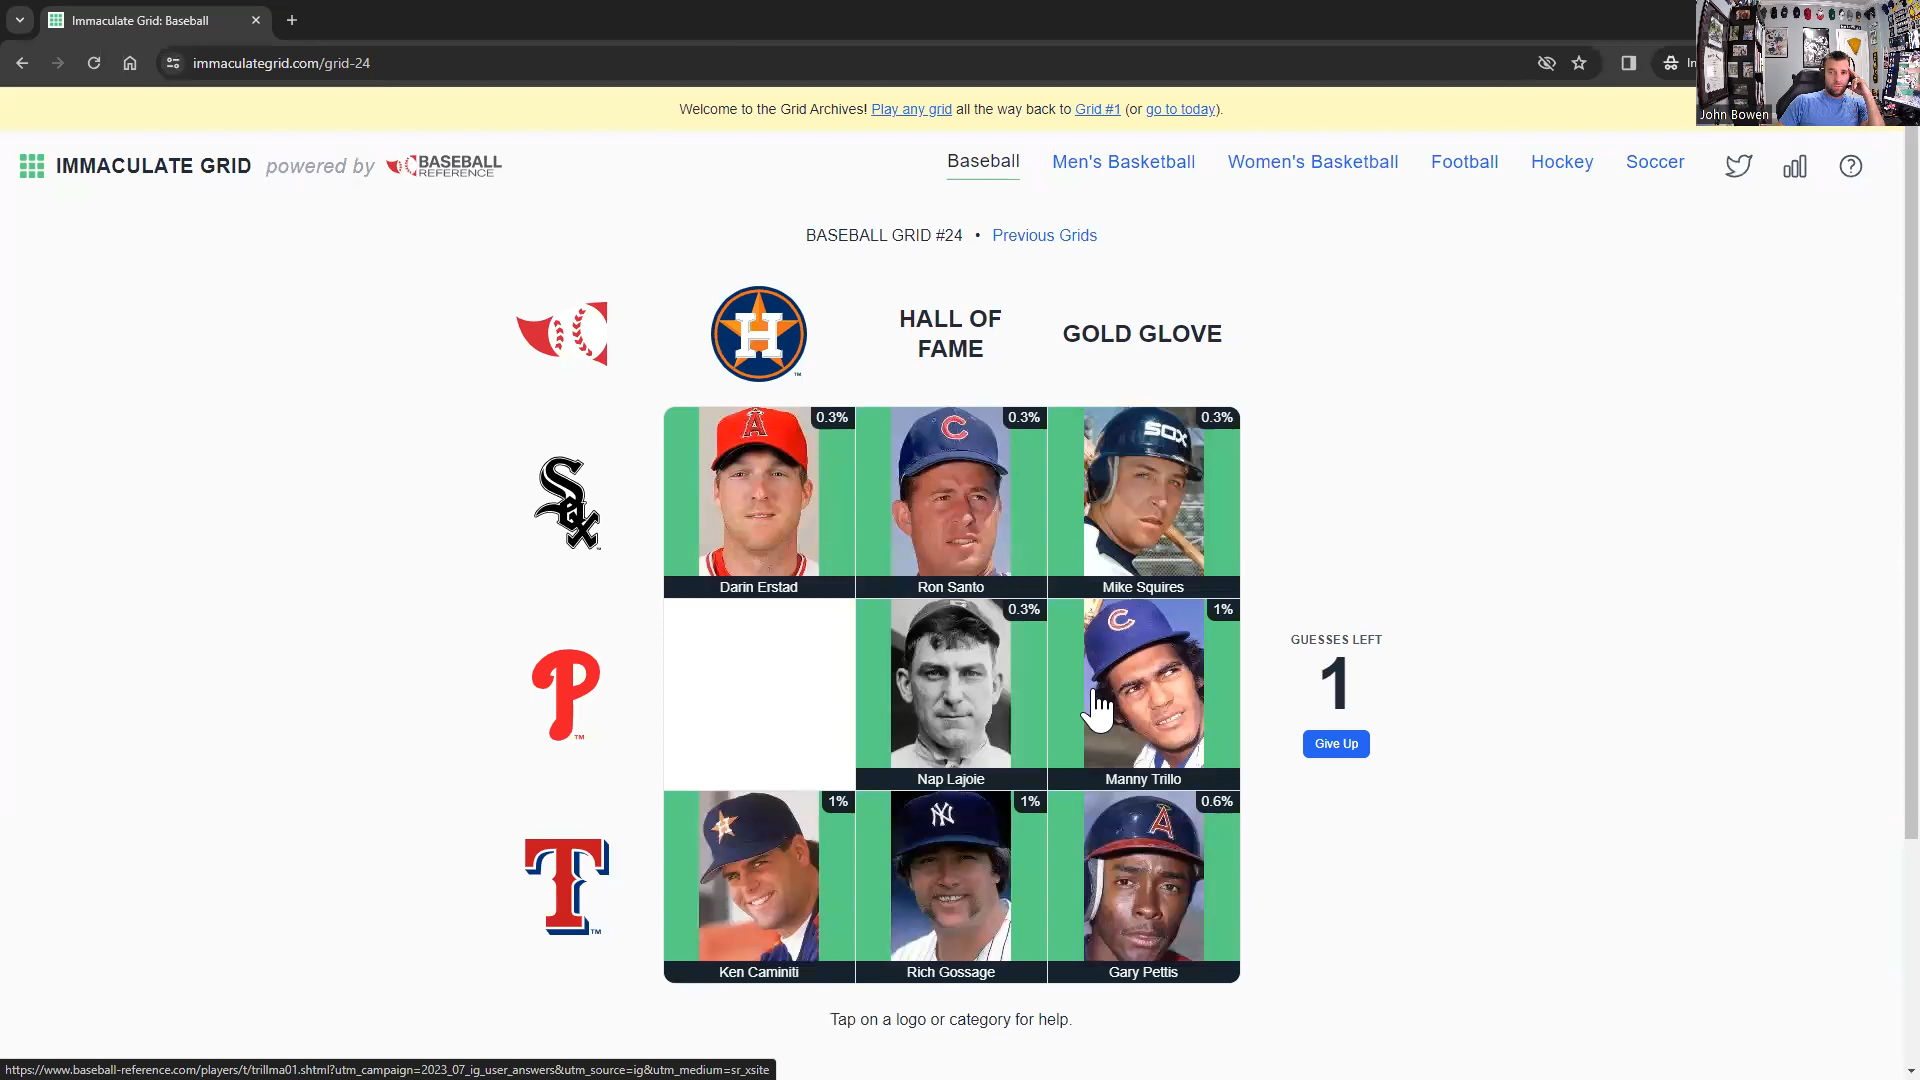 Immaculate Grid: Baseball
immaculategrid.com/grid-24
In
John Bowen
Welcome to the Grid Archives! Play any grid all the way back to Grid #1 (or go to today).
IMMACULATE GRID powered by BASEBALL REFERENCE
Baseball Men's Basketball Women's Basketball Football Hockey Soccer
BASEBALL GRID #24 • Previous Grids
H
HALL OF FAME
GOLD GLOVE
Sox
0.3%
0.3%
0.3%
Darin Erstad
Ron Santo
Mike Squires
P
0.3%
1%
Nap Lajoie
Manny Trillo
GUESSES LEFT
1
Give Up
T
1%
1%
0.6%
Ken Caminiti
Rich Gossage
Gary Pettis
Tap on a logo or category for help.
https://www.baseball-reference.com/players/t/trillma01.shtml?utm_campaign=2023_07_ig_user_answers&utm_source=ig&utm_medium=sr_xsite